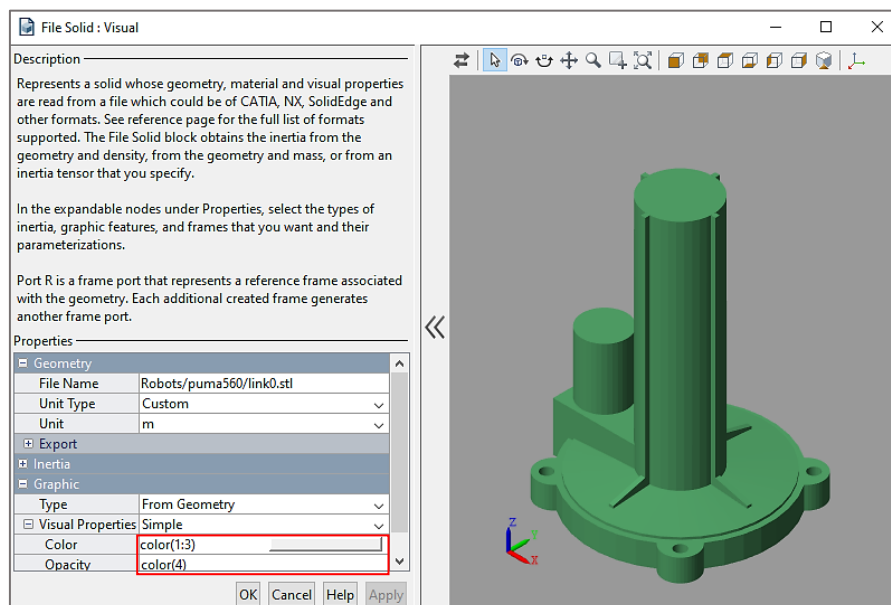 File Solid : Visual
Description
Represents a solid whose geometry, material and visual properties
are read from a file which could be of CATIA, NX, SolidEdge and
other formats. See reference page for the full list of formats
supported. The File Solid block obtains the inertia from the
geometry and density, from the geometry and mass, or from an
inertia tensor that you specify.
In the expandable nodes under Properties, select the types of
inertia, graphic features, and frames that you want and their
parameterizations.
Port R is a frame port that represents a reference frame associated
with the geometry. Each additional created frame generates
another frame port.
Properties
Geometry
File Name Robots/puma560/link0.stl
Unit Type Custom
Unit m
Export
Inertia
Graphic
Type From Geometry
Visual Properties Simple
Color color(1:3)
Opacity color(4)
OK Cancel Help Apply
Z
Y
X